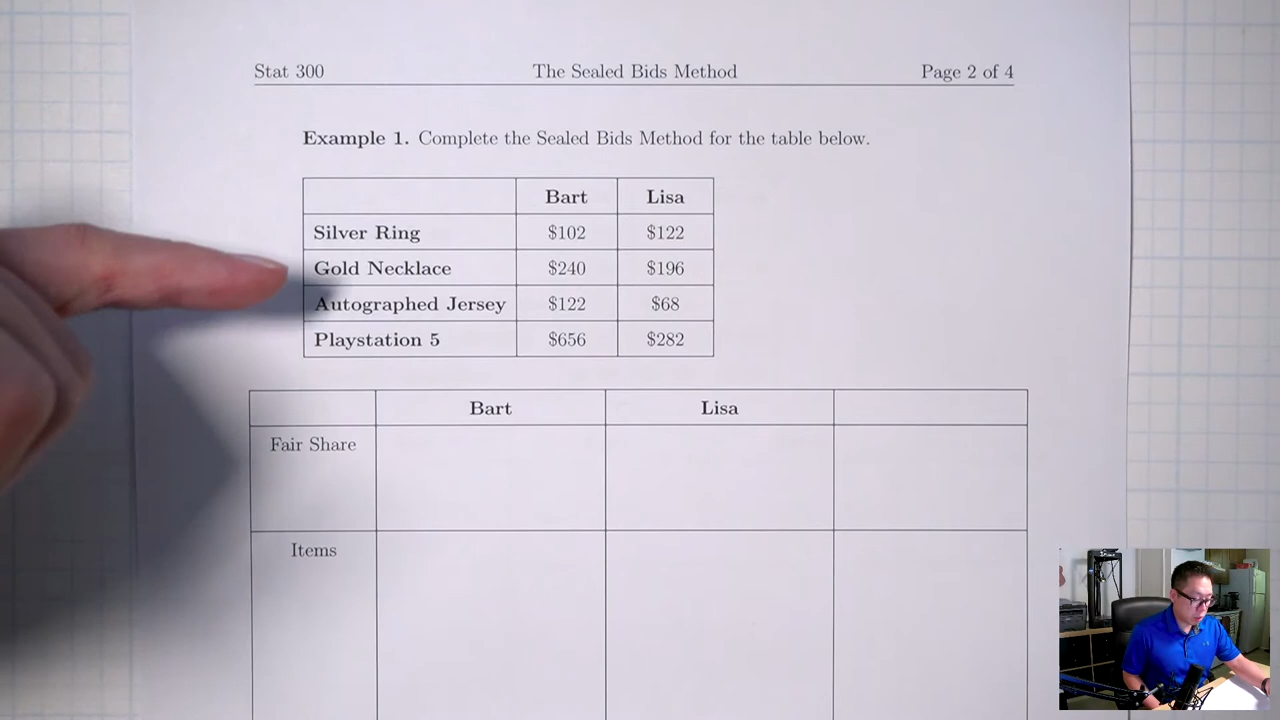 Stat 300 The Sealed Bids Method Page 2 of 4
Example 1. Complete the Sealed Bids Method for the table below.
Bart Lisa
Silver Ring $102 $122
Gold Necklace $240 $196
Autographed Jersey $122 $68
Playstation 5 $656 $282
Bart Lisa
Fair Share
Items